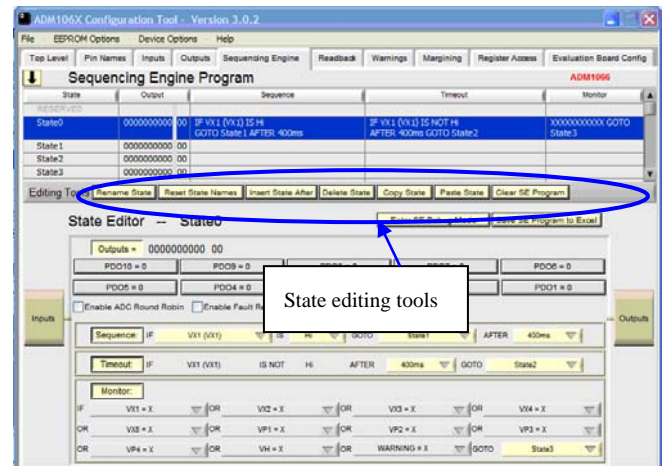 ADM106X Configuration Tool - Version 3.0.2
File EEPROM Options Device Options Help
Top Level Pin Names Inputs Outputs Sequencing Engine Readback Warnings Margining Register Access Evaluation Board Config
Sequencing Engine Program ADM1066
State Output Sequence Timeout Monitor
RESERVED
State0 0000000000 00 IF VX1 (VX1) IS Hi IF VX1 (VX1) IS NOT Hi XXXXXXXXXXX GOTO
GOTO State1 AFTER 400ms AFTER 400ms GOTO State2 State3
State1 0000000000 00
State2 0000000000 00
State3 0000000000 00
Editing Tools Rename State Reset State Names Insert State After Delete State Copy State Paste State Clear SE Program
State Editor -- State0 Enter SE Debug Mode Save SE Program to Excel
Outputs = 0000000000 00
PDO10 = 0 PDO9 = 0 PDO6 = 0
PDO5 = 0 PDO4 = 0 PDO1 = 0
State editing tools
Enable ADC Round Robin Enable Fault
Inputs Outputs
Sequence: IF VX1 (VX1) IS Hi GOTO State1 AFTER 400ms
Timeout: IF VX1 (VX1) IS NOT Hi AFTER 400ms GOTO State2
Monitor:
IF VX1 = X OR VX2 = X OR VX3 = X OR VX4 = X
OR VX5 = X OR VP1 = X OR VP2 = X OR VP3 = X
OR VP4 = X OR VH = X OR WARNING = X GOTO State3